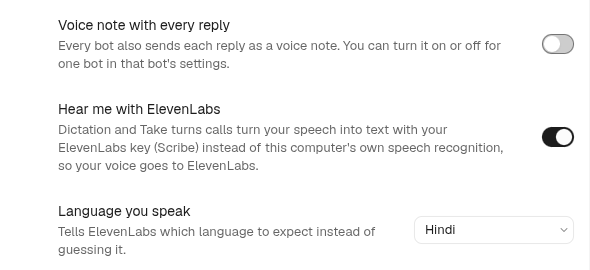 Voice note with every reply
Every bot also sends each reply as a voice note. You can turn it on or off for
one bot in that bot's settings.
Hear me with ElevenLabs
Dictation and Take turns calls turn your speech into text with your
ElevenLabs key (Scribe) instead of this computer's own speech recognition,
so your voice goes to ElevenLabs.
Language you speak
Tells ElevenLabs which language to expect instead of
guessing it.
Hindi